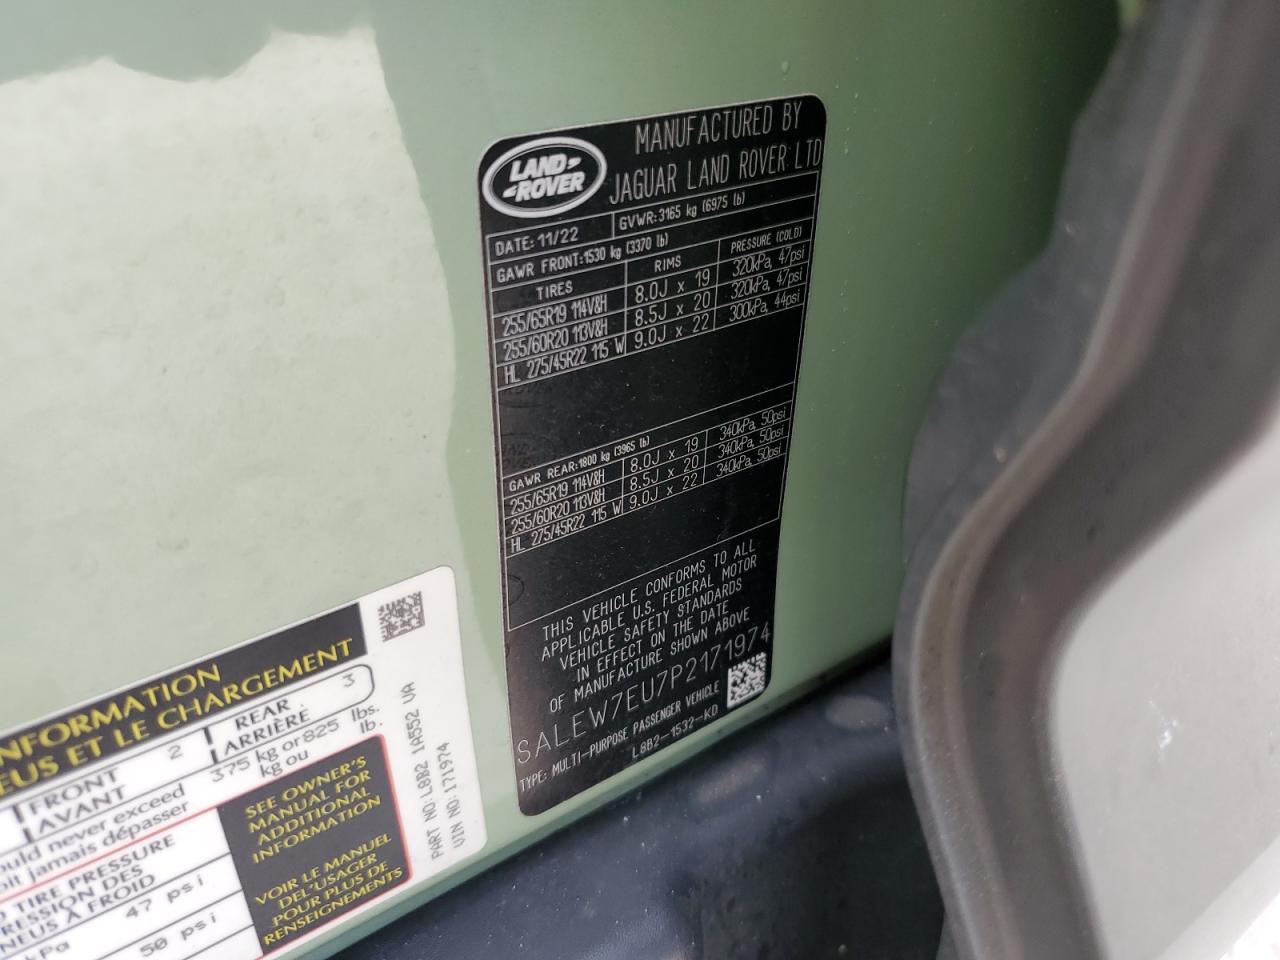 LAND
ROVER
MANUFACTURED BY
JAGUAR LAND ROVER LTD
DATE: 11/22
GVWR: 3165 kg (6975 lb)
GAWR FRONT: 1530 kg (3370 lb)
TIRES RIMS PRESSURE (COLD)
255/65R19 114V&H 8.0J x 19 320kPa, 47psi
255/60R20 113V&H 8.5J x 20 320kPa, 47psi
HL 275/45R22 115 W 9.0J x 22 300kPa, 44psi
GAWR REAR: 1800 kg (3965 lb)
255/65R19 114V&H 8.0J x 19 340kPa, 50psi
255/60R20 113V&H 8.5J x 20 340kPa, 50psi
HL 275/45R22 115 W 9.0J x 22 340kPa, 50psi
THIS VEHICLE CONFORMS TO ALL
APPLICABLE U.S. FEDERAL MOTOR
VEHICLE SAFETY STANDARDS
IN EFFECT ON THE DATE
OF MANUFACTURE SHOWN ABOVE
SALEW7EU7P2171974
TYPE: MULTI-PURPOSE PASSENGER VEHICLE
L8B2-1532-KD
ET LE CHARGEMENT
FRONT
AVANT
2
REAR
ARRIÈRE
3
never exceed
jamais dépasser
375 kg or 825 lbs.
kg ou lb.
TIRE PRESSURE
DES
À FROID
47 psi
kPa
50 psi
SEE OWNER'S
MANUAL FOR
ADDITIONAL
INFORMATION
VOIR LE MANUEL
DEL'USAGER
POUR PLUS DE
RENSEIGNEMENTS
PART NO: L8B2 1A552 UA
VIN NO: 171974